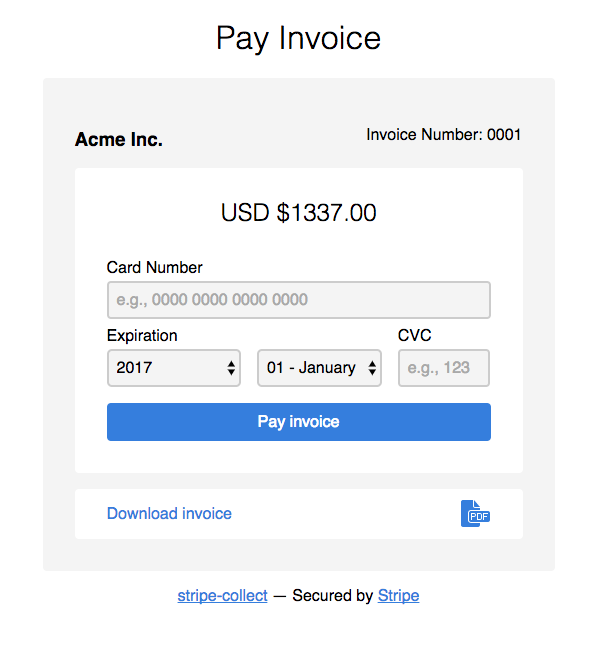 Pay Invoice
Acme Inc.
Invoice Number: 0001
USD $1337.00
Card Number
e.g., 0000 0000 0000 0000
Expiration
CVC
2017
01 - January
e.g., 123
Pay invoice
Download invoice
PDF
stripe-collect — Secured by Stripe